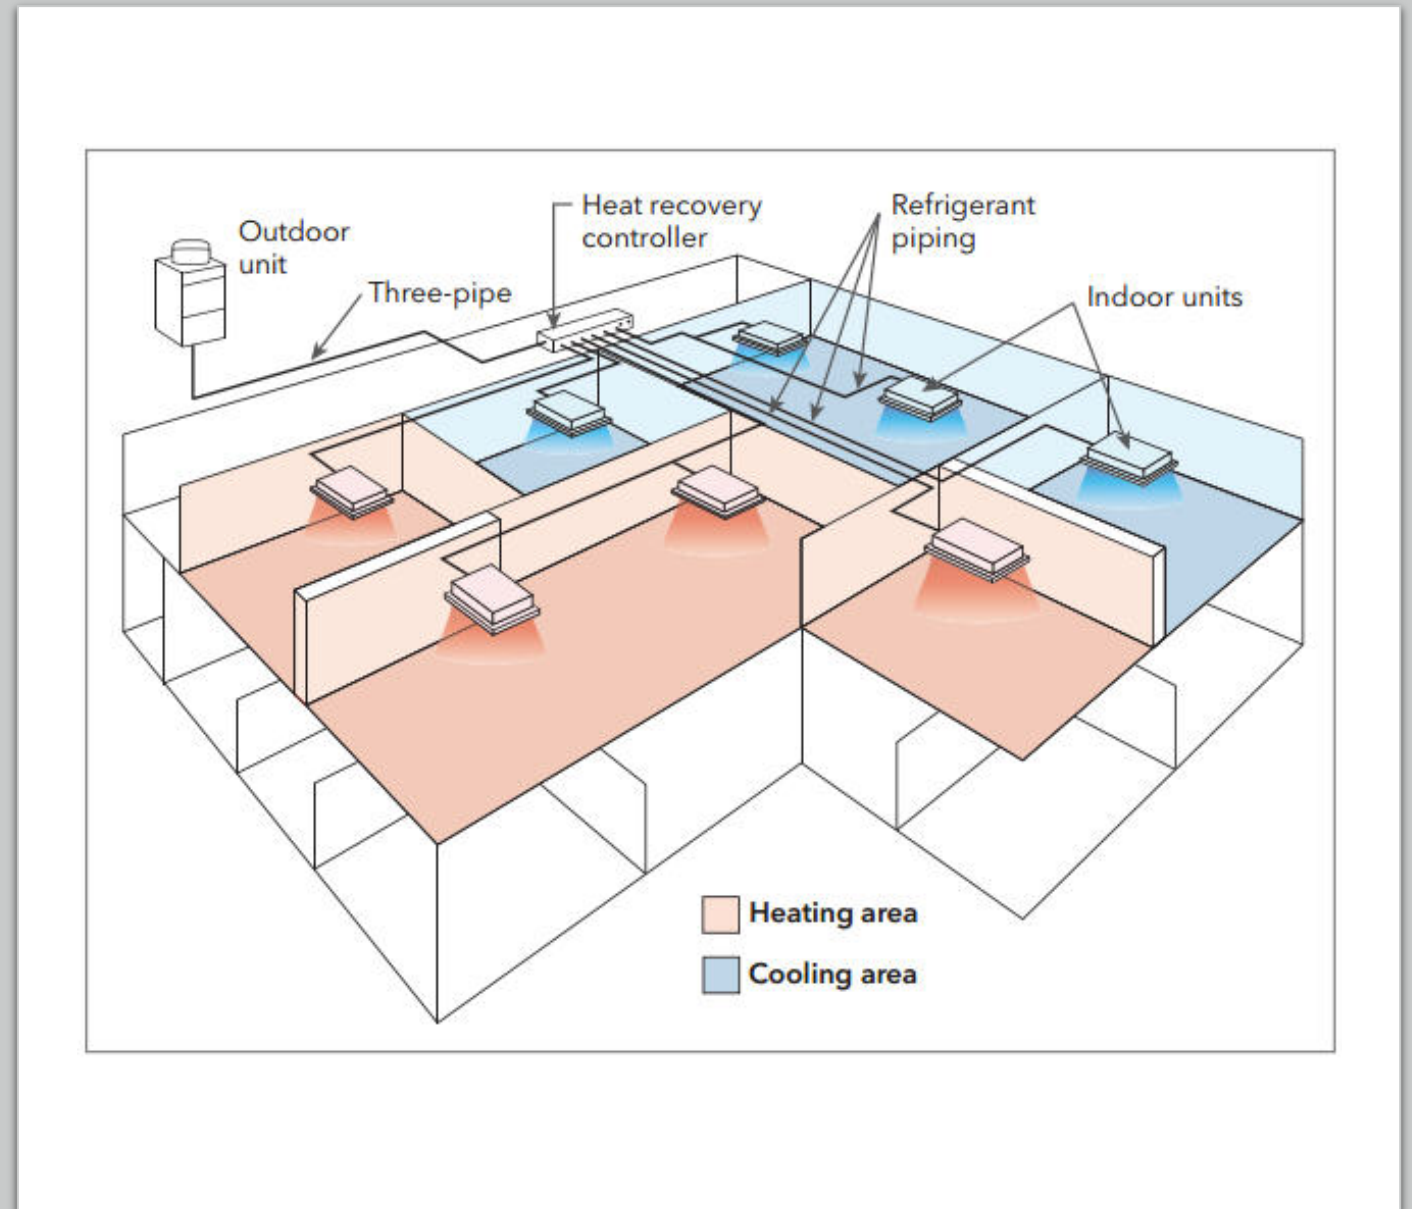 Outdoor
unit
Three-pipe
Heat recovery
controller
Refrigerant
piping
Indoor units
Heating area
Cooling area